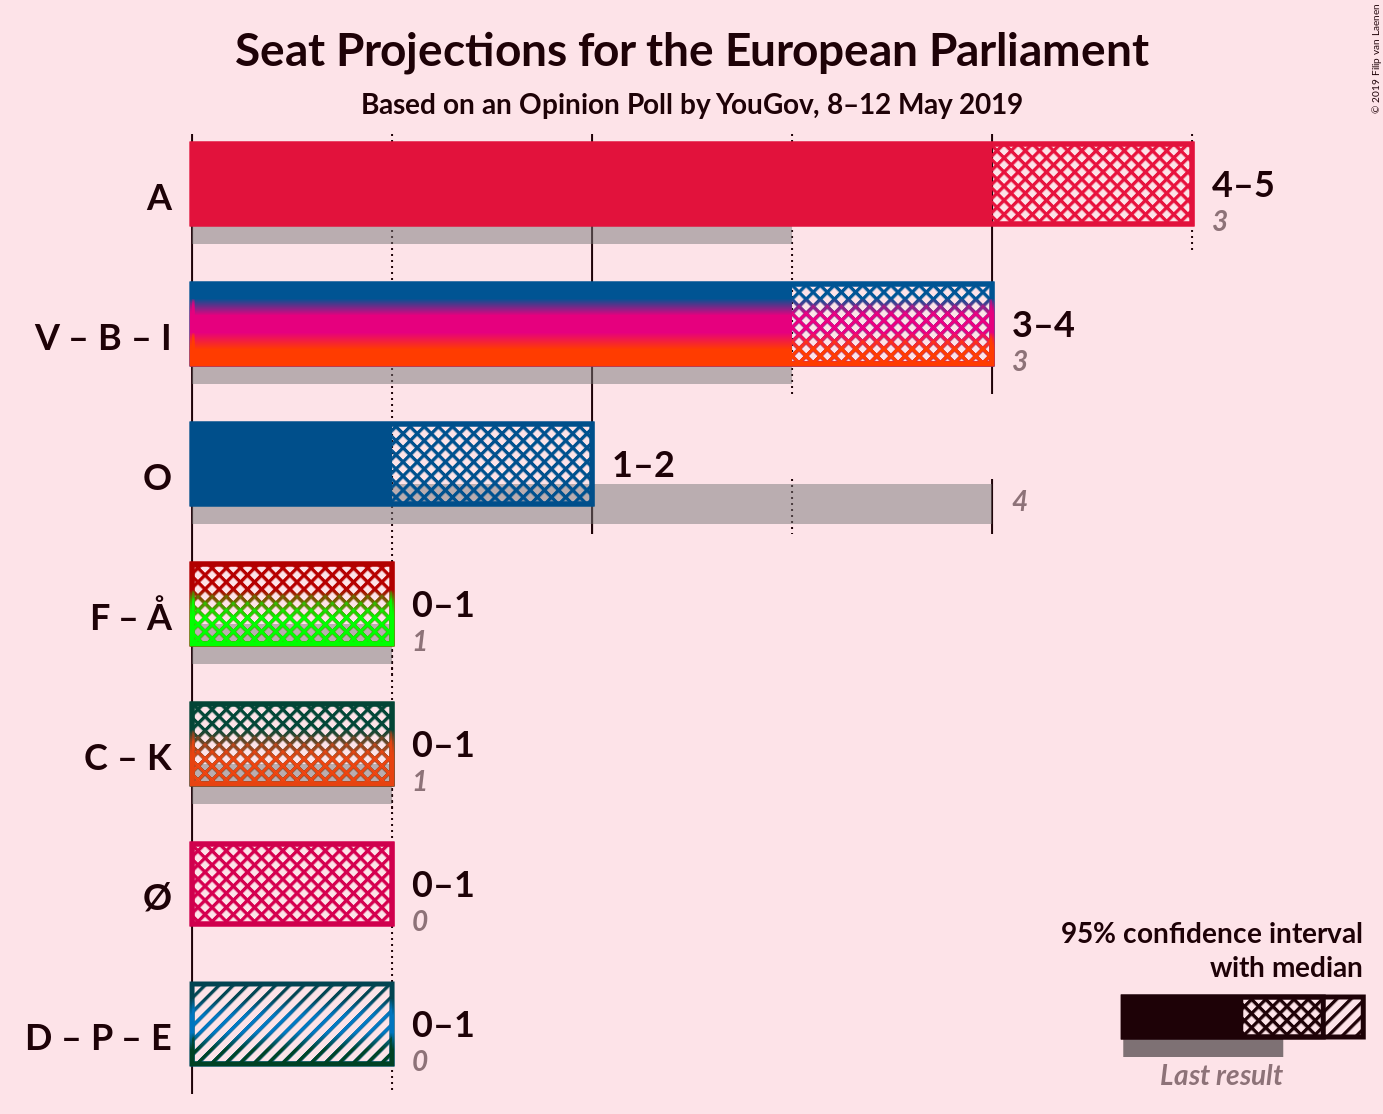 Seat Projections for the European Parliament
Based on an Opinion Poll by YouGov, 8–12 May 2019
© 2019 Filip van Laenen
A
4–5
3
V – B – I
3–4
3
O
1–2
4
F – Å
0–1
1
C – K
0–1
1
Ø
0–1
0
D – P – E
0–1
0
95% confidence interval
with median
Last result